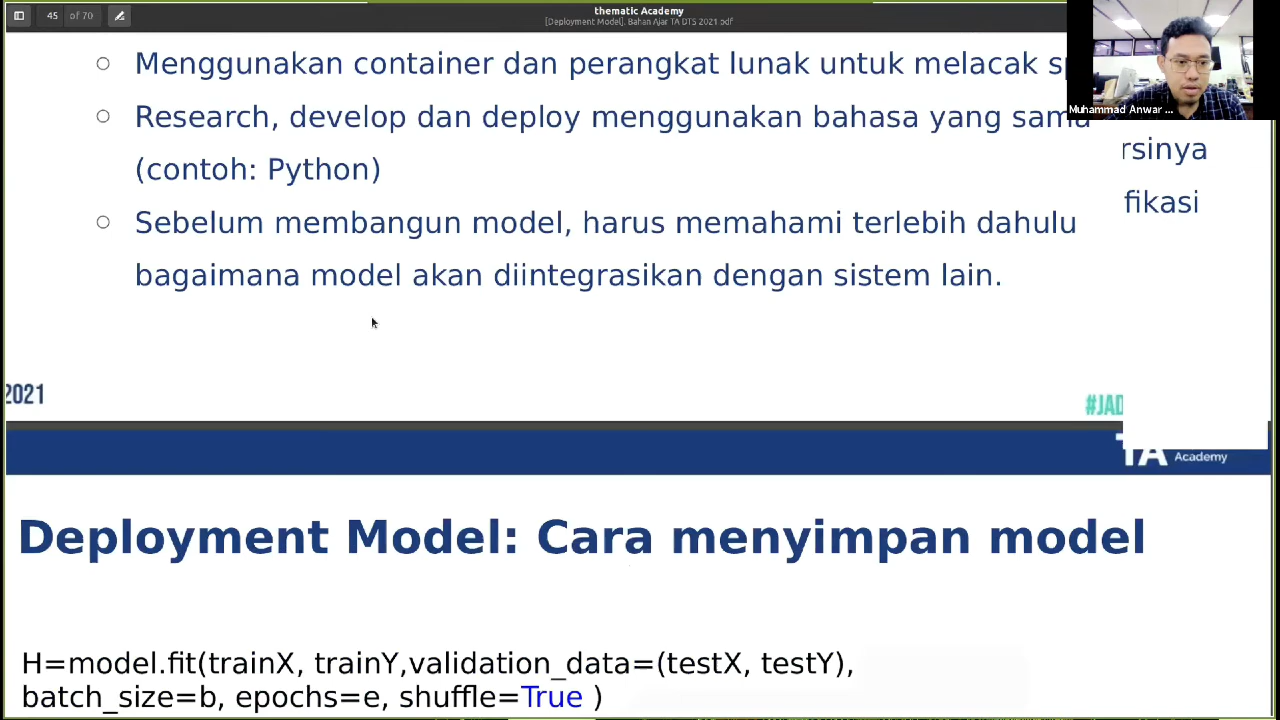 45 of 70
thematic Academy
[Deployment Model]. Bahan Ajar TA DTS 2021.pdf
Menggunakan container dan perangkat lunak untuk melacak
Muhammad Anwar ...
Research, develop dan deploy menggunakan bahasa yang sama
rsinya
(contoh: Python)
fikasi
Sebelum membangun model, harus memahami terlebih dahulu
bagaimana model akan diintegrasikan dengan sistem lain.
2021
#JAD
TA Academy
Deployment Model: Cara menyimpan model
H=model.fit(trainX, trainY,validation_data=(testX, testY),
batch_size=b, epochs=e, shuffle=True )